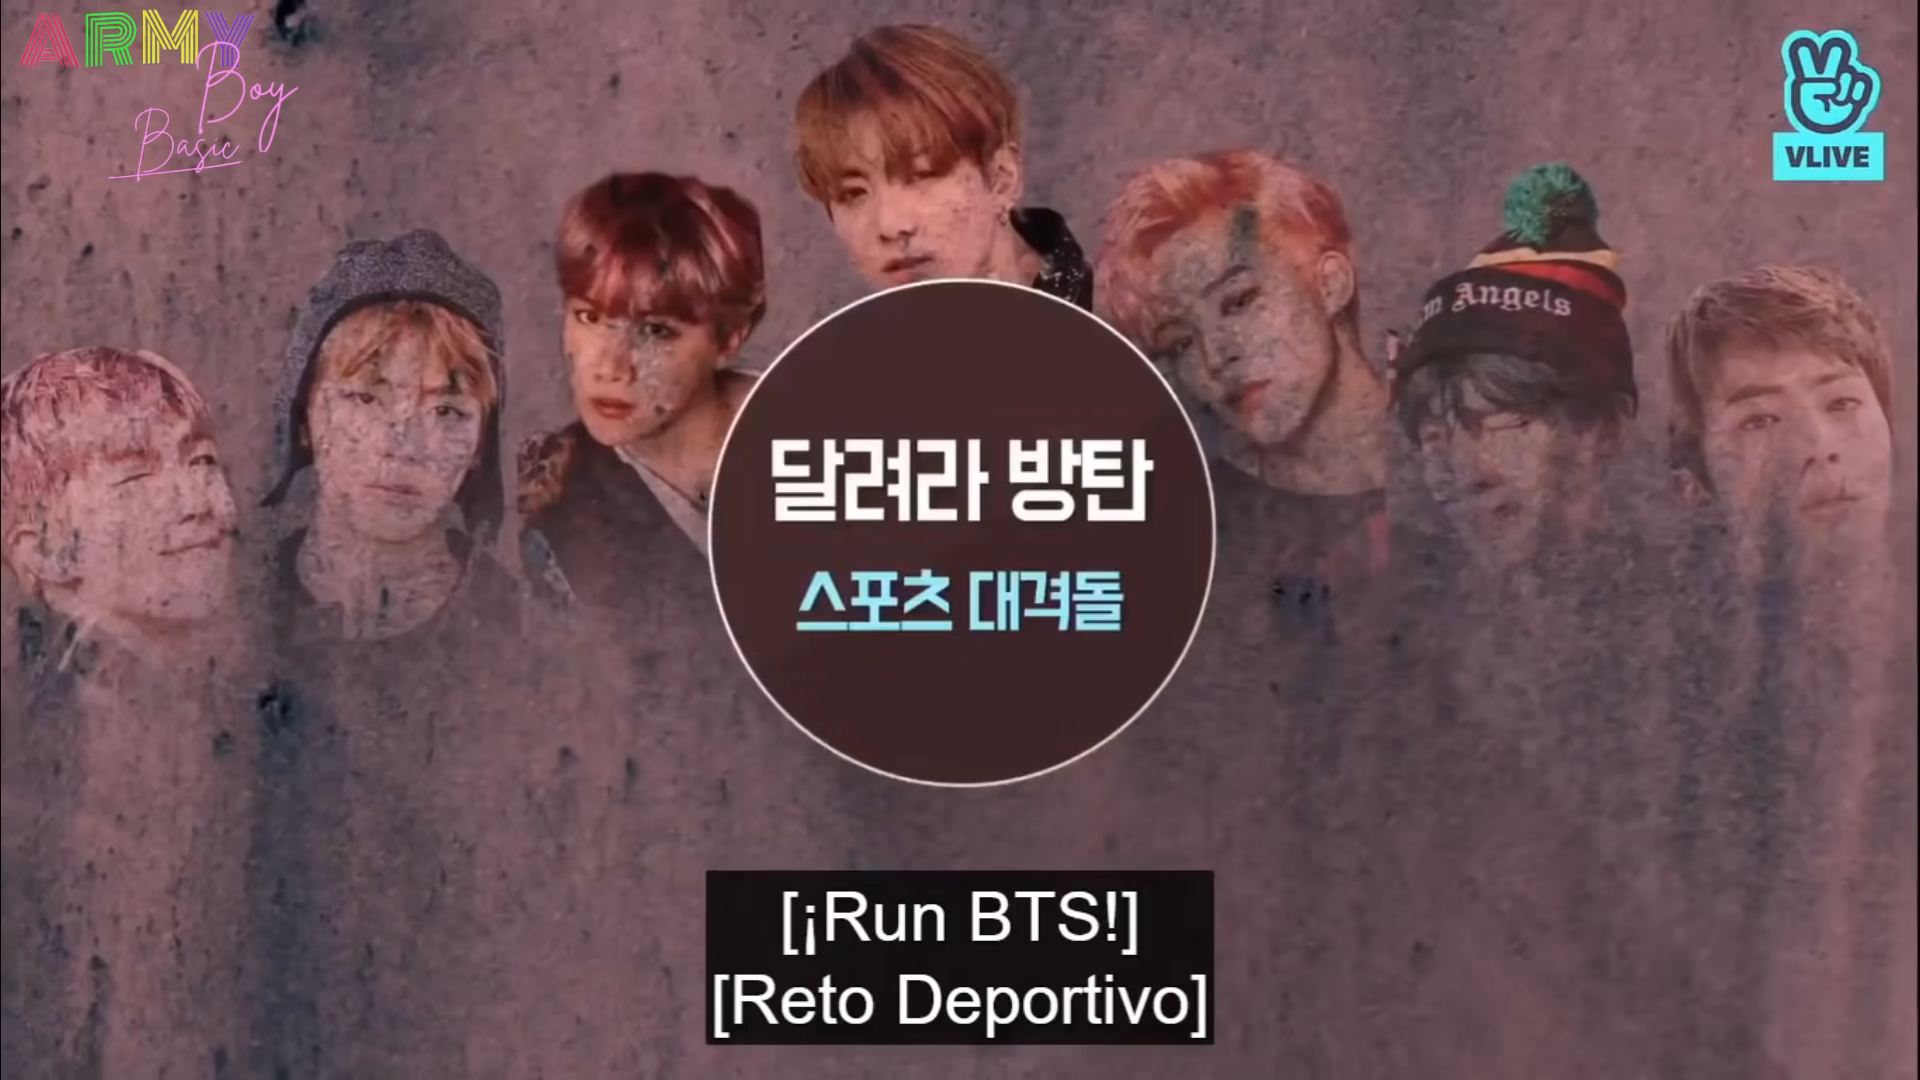 ARMY
Boy
Basic
VLIVE
Angels
달려라 방탄
스포츠 대격돌
[¡Run BTS!]
[Reto Deportivo]